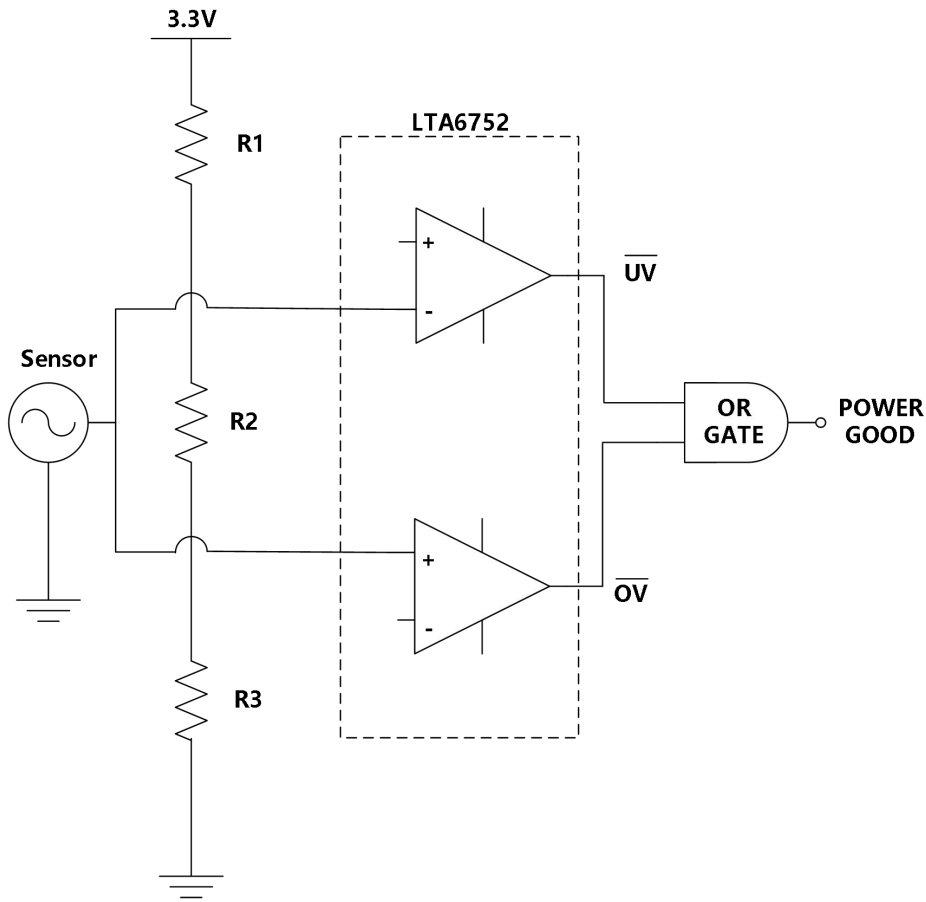 3.3V
LTA6752
R1
+
-
UV
Sensor
R2
OR
GATE
POWER
GOOD
+
-
OV
R3